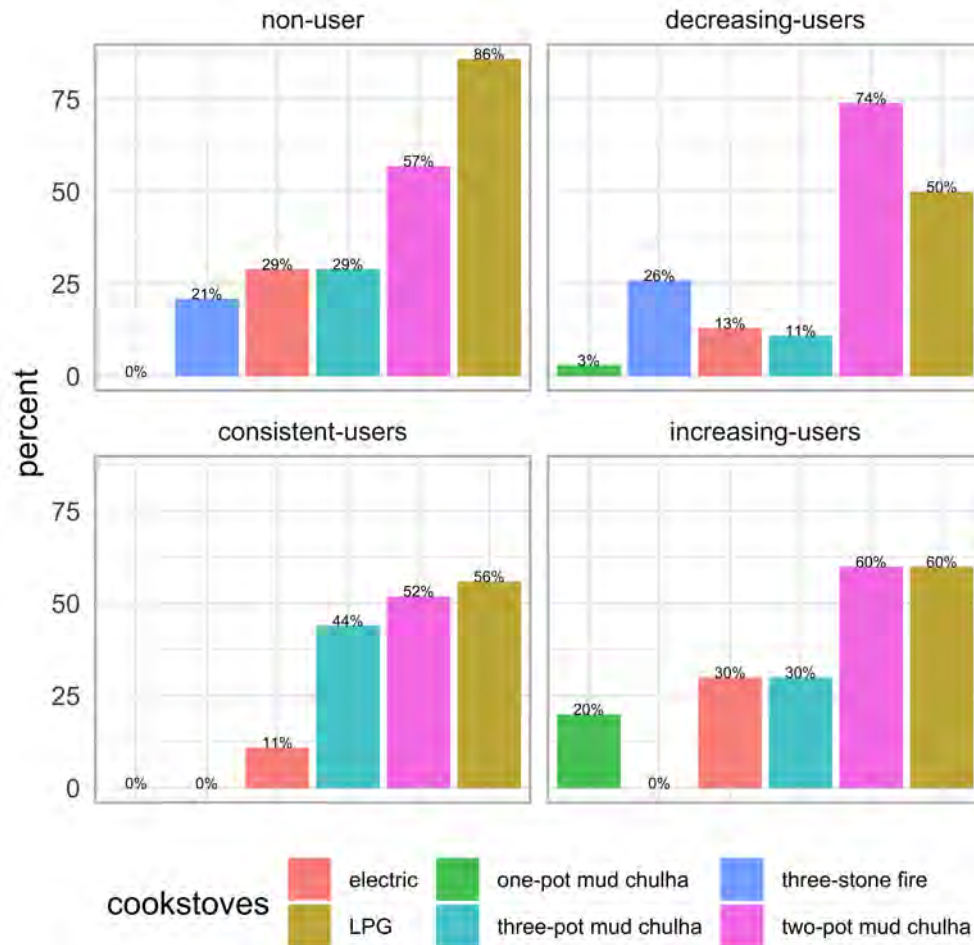 non-user
decreasing-users
percent
75
50
25
0
0%
21%
29%
29%
57%
86%
3%
26%
13%
11%
74%
50%
consistent-users
increasing-users
75
50
25
0
0%
0%
11%
44%
52%
56%
20%
0%
30%
30%
60%
60%
cookstoves
electric
one-pot mud chulha
three-stone fire
LPG
three-pot mud chulha
two-pot mud chulha